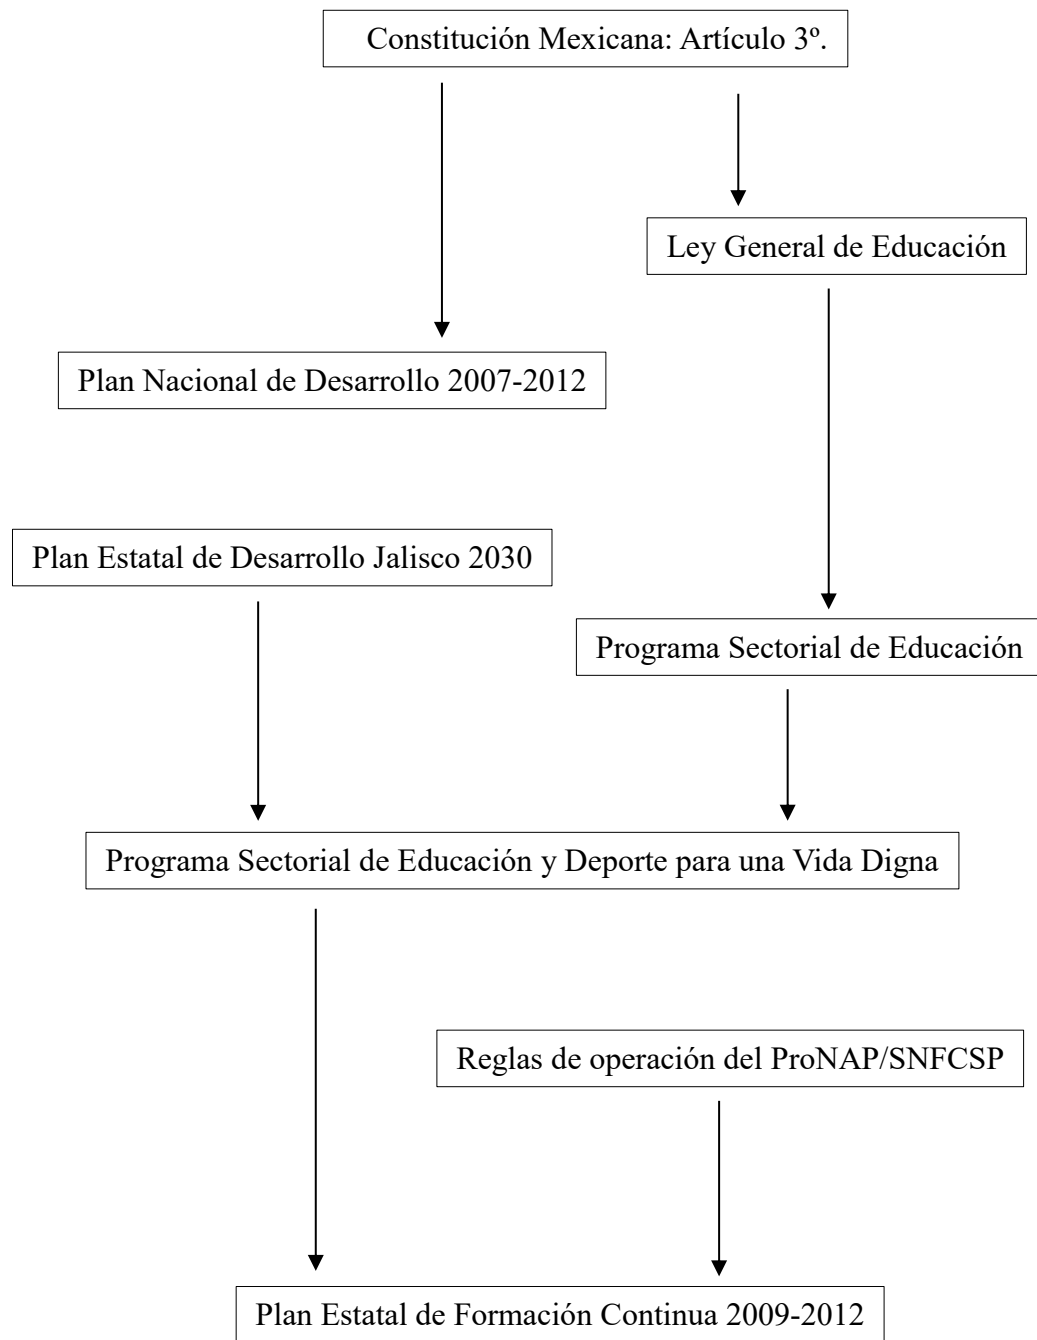 Constitución Mexicana: Artículo 3º.
Ley General de Educación
Plan Nacional de Desarrollo 2007-2012
Plan Estatal de Desarrollo Jalisco 2030
Programa Sectorial de Educación
Programa Sectorial de Educación y Deporte para una Vida Digna
Reglas de operación del ProNAP/SNFCSP
Plan Estatal de Formación Continua 2009-2012